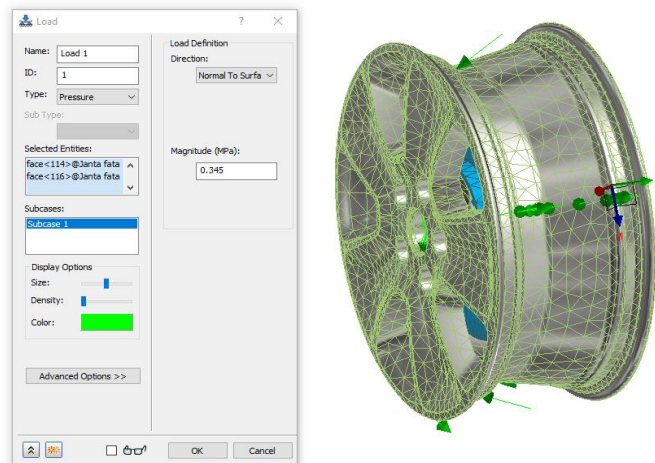 Load
Name: Load 1
ID: 1
Type: Pressure
Sub Type:
Selected Entities:
face<114>@Janta fata
face<116>@Janta fata
Subcases:
Subcase 1
Display Options
Size:
Density:
Color:
Advanced Options >>
Load Definition
Direction:
Normal To Surfa
Magnitude (MPa):
0.345
OK Cancel